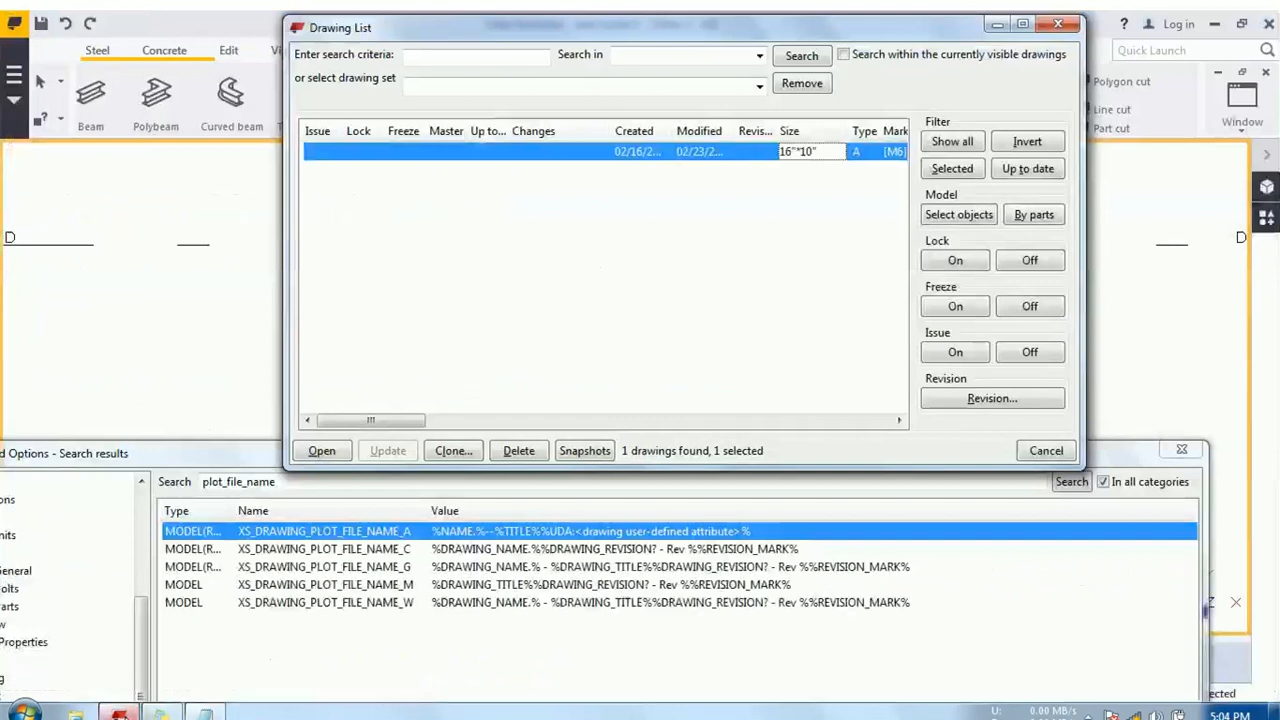 Drawing List
Log in
Enter search criteria:
Search in
Search
Search within the currently visible drawings
or select drawing set
Remove
Steel
Concrete
Edit
Quick Launch
Beam
Polybeam
Curved beam
Polygon cut
Line cut
Part cut
Window
Issue
Lock
Freeze
Master
Up to...
Changes
Created
Modified
Revis...
Size
Type
Mark
02/16/2...
02/23/2...
16"*10"
A
[M6]
Filter
Show all
Invert
Selected
Up to date
Model
Select objects
By parts
Lock
On
Off
Freeze
On
Off
Issue
On
Off
Revision
Revision...
D
D
Open
Update
Clone...
Delete
Snapshots
1 drawings found, 1 selected
Cancel
d Options - Search results
Search
plot_file_name
Search
In all categories
Type
Name
Value
MODEL(R...
XS_DRAWING_PLOT_FILE_NAME_A
%NAME.%--%TITLE%%UDA:<drawing user-defined attribute> %
MODEL(R...
XS_DRAWING_PLOT_FILE_NAME_C
%DRAWING_NAME.%%DRAWING_REVISION? - Rev %%REVISION_MARK%
MODEL(R...
XS_DRAWING_PLOT_FILE_NAME_G
%DRAWING_NAME.% - %DRAWING_TITLE%%DRAWING_REVISION? - Rev %%REVISION_MARK%
MODEL
XS_DRAWING_PLOT_FILE_NAME_M
%DRAWING_TITLE%%DRAWING_REVISION? - Rev %%REVISION_MARK%
MODEL
XS_DRAWING_PLOT_FILE_NAME_W
%DRAWING_NAME.% - %DRAWING_TITLE%%DRAWING_REVISION? - Rev %%REVISION_MARK%
ons
nits
eneral
olts
arts
w
Properties
g
ected
U:
0.00 MB/s
5:04 PM